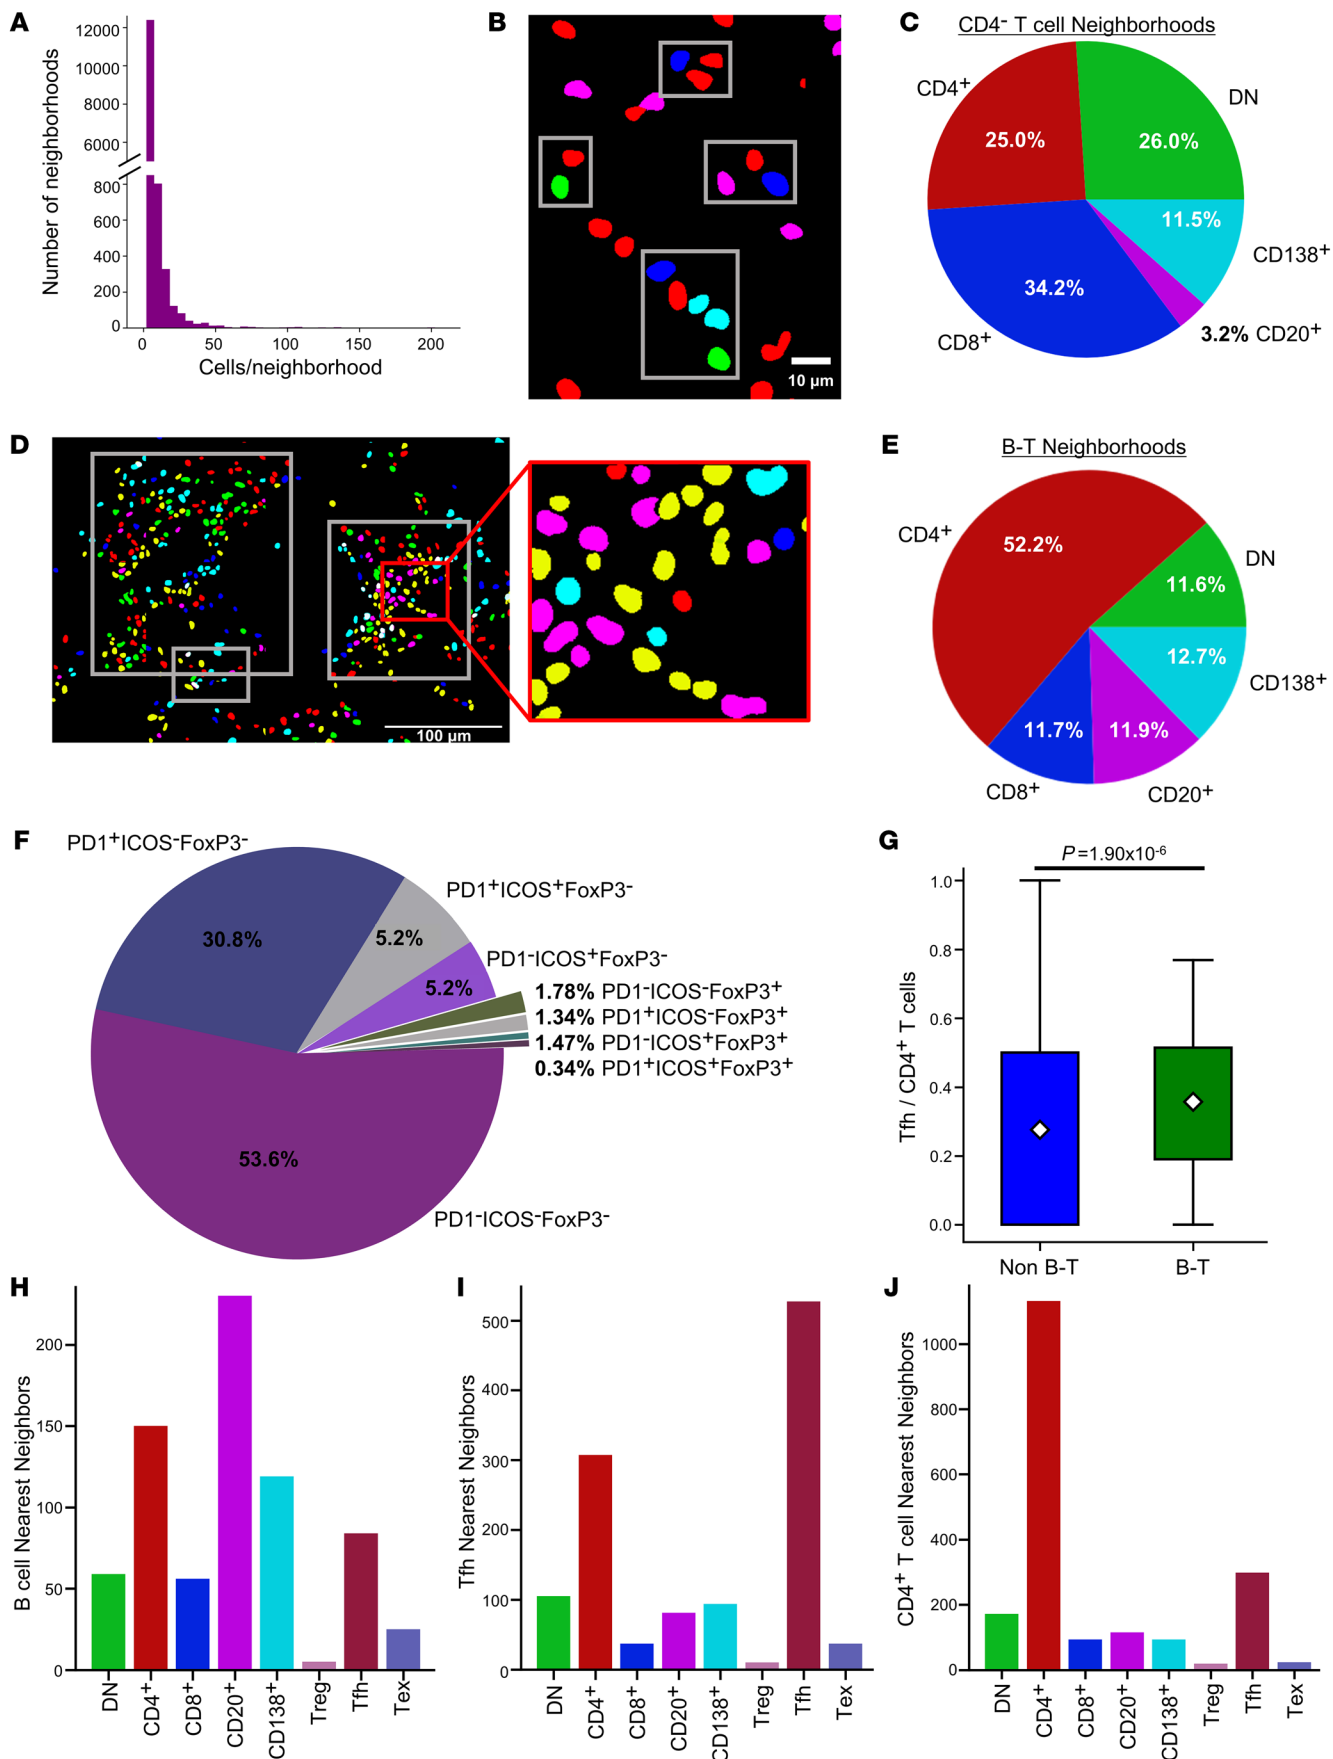 A
Number of neighborhoods
12000
10000
8000
6000
800
600
400
200
0
0 50 100 150 200
Cells/neighborhood
B
10 µm
C
CD4- T cell Neighborhoods
CD4+
DN
25.0%
26.0%
11.5%
CD138+
34.2%
CD8+
3.2% CD20+
D
100 µm
E
B-T Neighborhoods
CD4+
52.2%
DN
11.6%
12.7%
CD138+
11.7%
11.9%
CD8+
CD20+
F
PD1+ICOS-FoxP3-
PD1+ICOS+FoxP3-
30.8%
5.2%
PD1-ICOS+FoxP3-
5.2%
1.78% PD1-ICOS-FoxP3+
1.34% PD1+ICOS-FoxP3+
1.47% PD1-ICOS+FoxP3+
0.34% PD1+ICOS+FoxP3+
53.6%
PD1-ICOS-FoxP3-
G
P=1.90x10-6
Tfh / CD4+ T cells
1.0
0.8
0.6
0.4
0.2
0.0
Non B-T B-T
H
B cell Nearest Neighbors
200
150
100
50
0
DN CD4+ CD8+ CD20+ CD138+ Treg Tfh Tex
I
Tfh Nearest Neighbors
500
400
300
200
100
0
DN CD4+ CD8+ CD20+ CD138+ Treg Tfh Tex
J
CD4+ T cell Nearest Neighbors
1000
800
600
400
200
0
DN CD4+ CD8+ CD20+ CD138+ Treg Tfh Tex